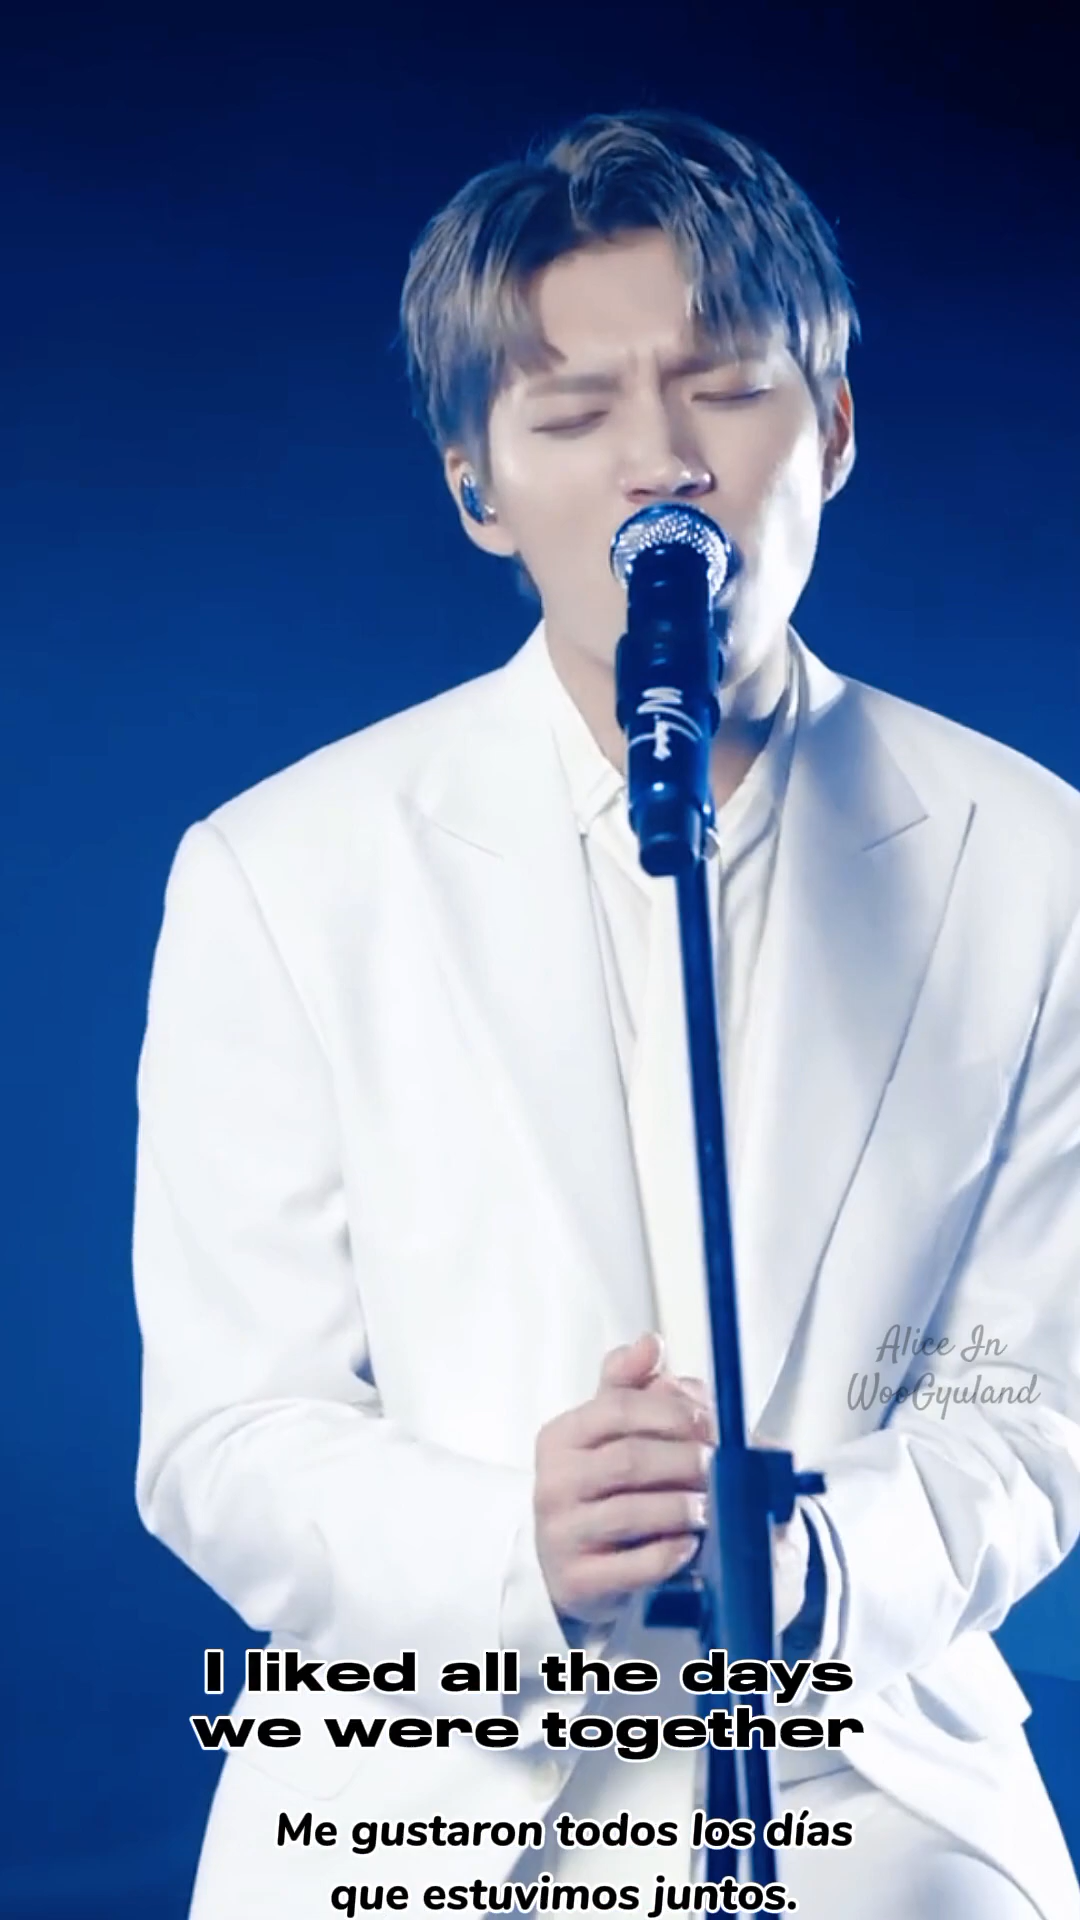 Alice In
WooGyuland
I liked all the days
we were together
Me gustaron todos los días
que estuvimos juntos.